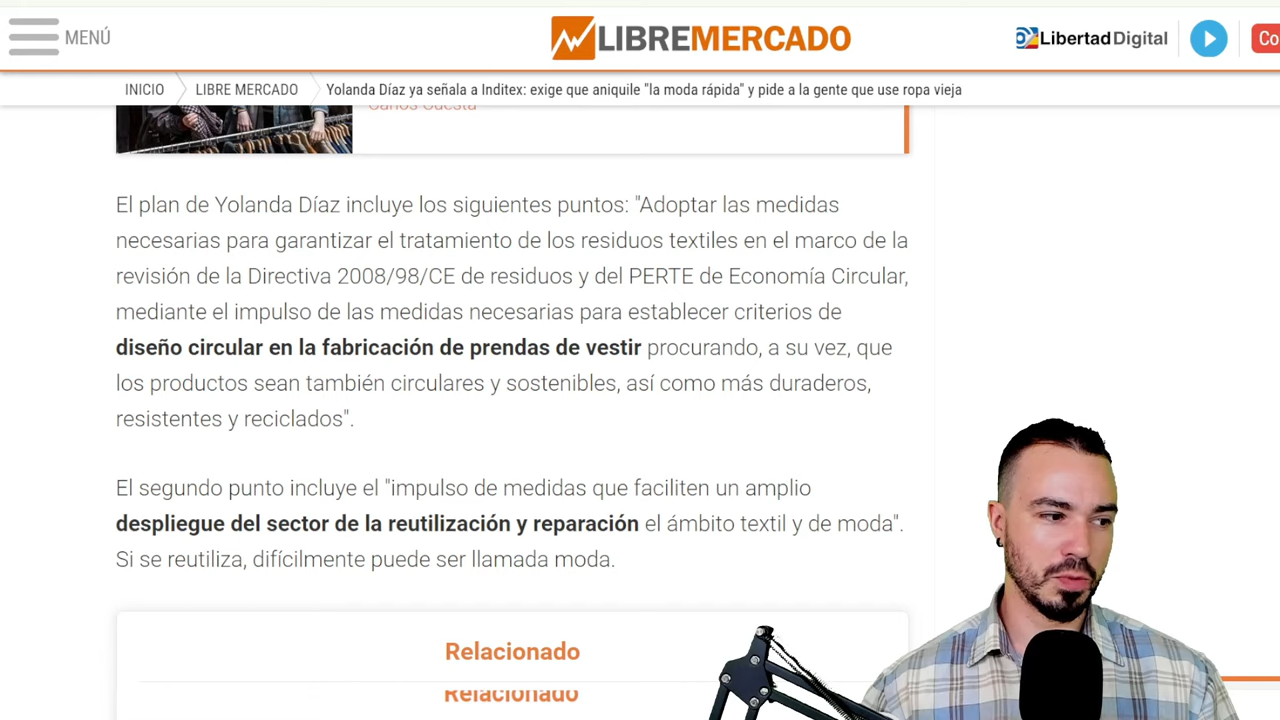 MENÚ
LIBREMERCADO
LibertadDigital
Co
INICIO
LIBRE MERCADO
Yolanda Díaz ya señala a Inditex: exige que aniquile "la moda rápida" y pide a la gente que use ropa vieja
Carlos Cuesta
El plan de Yolanda Díaz incluye los siguientes puntos: "Adoptar las medidas
necesarias para garantizar el tratamiento de los residuos textiles en el marco de la
revisión de la Directiva 2008/98/CE de residuos y del PERTE de Economía Circular,
mediante el impulso de las medidas necesarias para establecer criterios de
diseño circular en la fabricación de prendas de vestir procurando, a su vez, que
los productos sean también circulares y sostenibles, así como más duraderos,
resistentes y reciclados".
El segundo punto incluye el "impulso de medidas que faciliten un amplio
despliegue del sector de la reutilización y reparación el ámbito textil y de moda".
Si se reutiliza, difícilmente puede ser llamada moda.
Relacionado
Relacionado